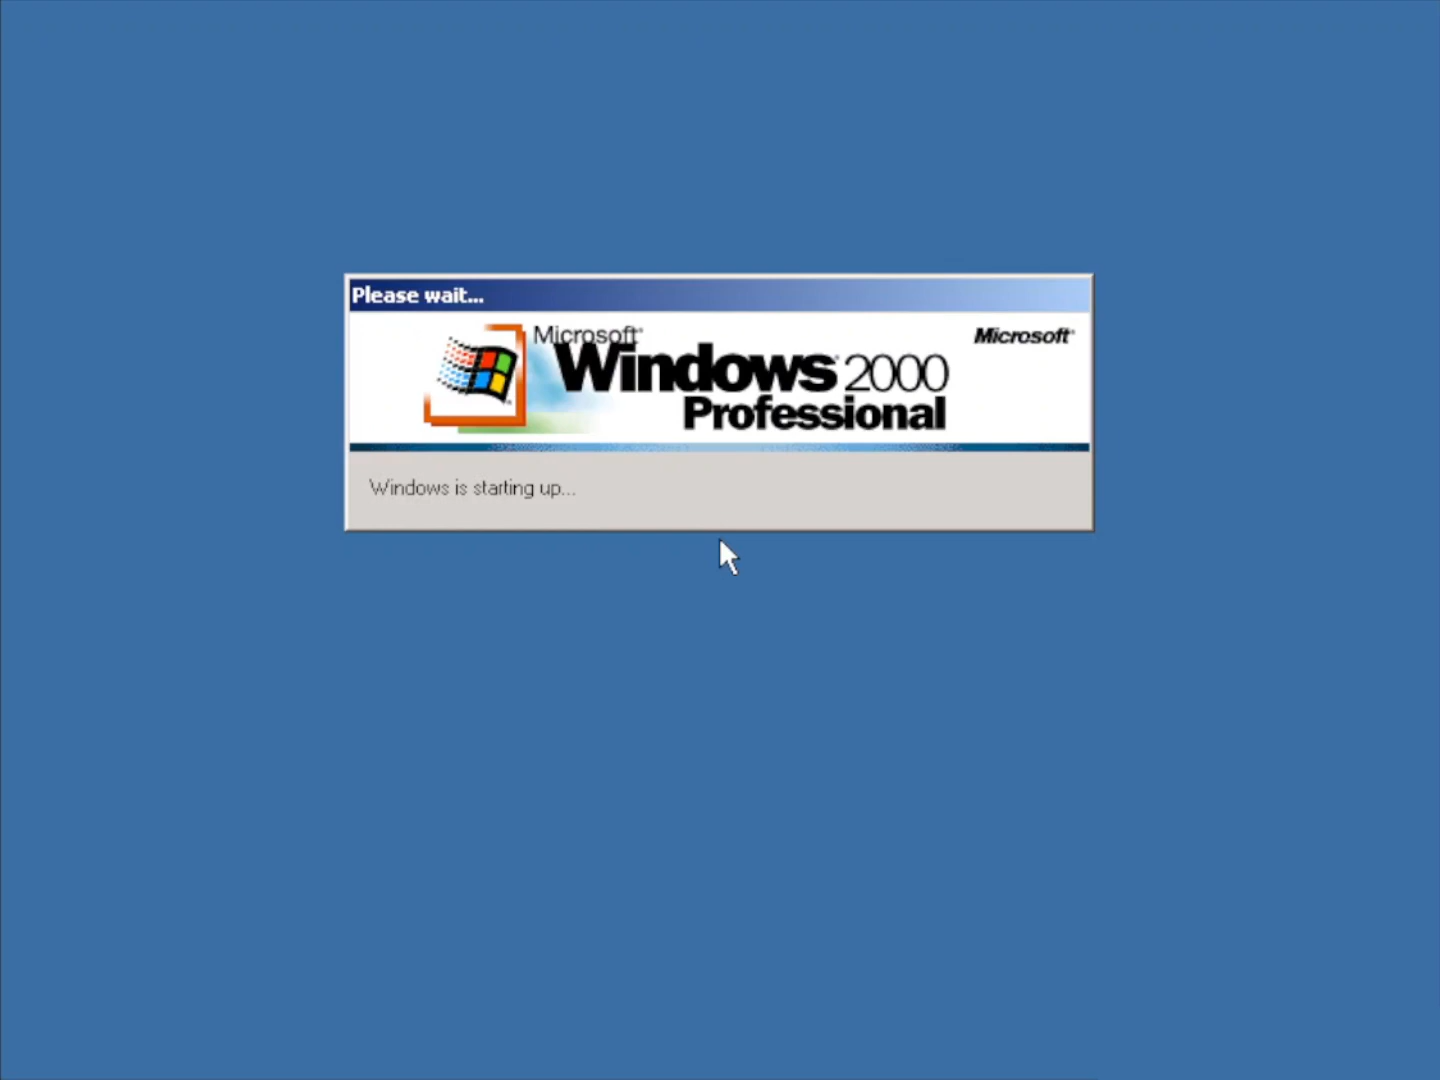 Please wait...
Microsoft®
Microsoft®
Windows 2000
Professional
Windows is starting up...